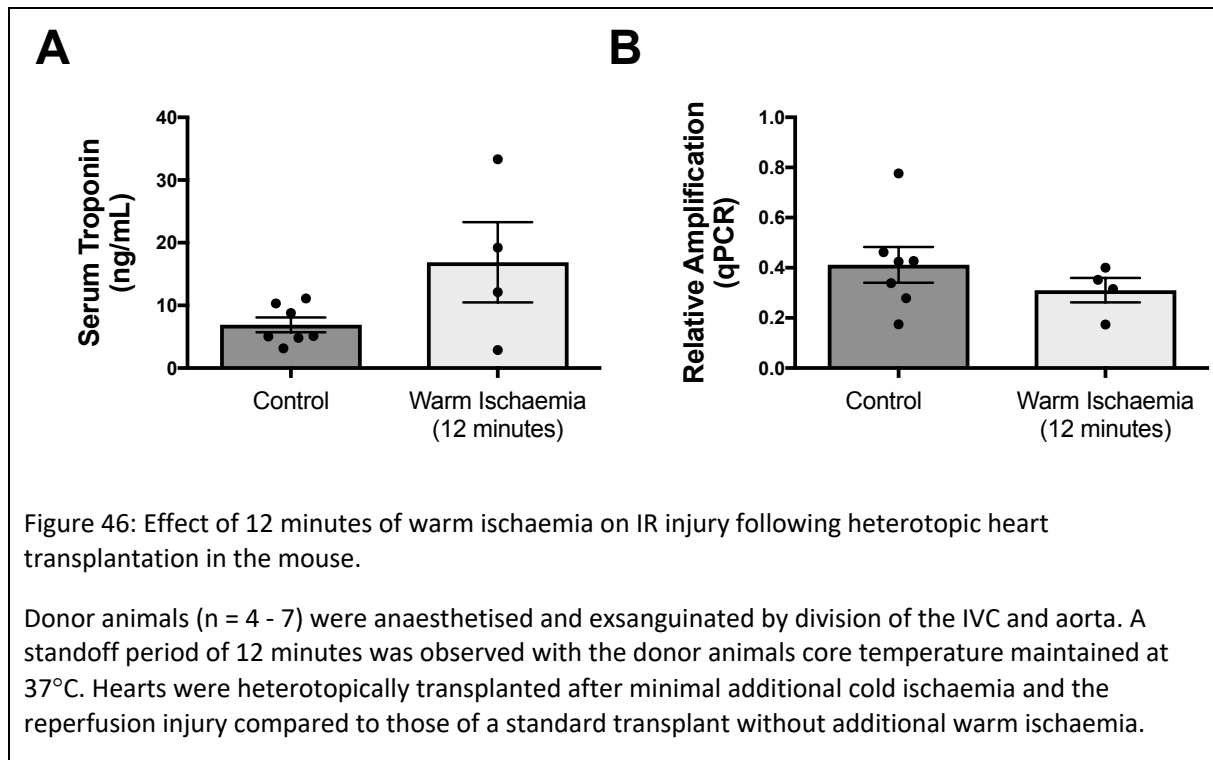 A
B
Serum Troponin
(ng/mL)
40
30
20
10
0
Control
Warm Ischaemia
(12 minutes)
Relative Amplification
(qPCR)
1.0
0.8
0.6
0.4
0.2
0.0
Control
Warm Ischaemia
(12 minutes)
Figure 46: Effect of 12 minutes of warm ischaemia on IR injury following heterotopic heart
transplantation in the mouse.
Donor animals (n = 4 - 7) were anaesthetised and exsanguinated by division of the IVC and aorta. A
standoff period of 12 minutes was observed with the donor animals core temperature maintained at
37°C. Hearts were heterotopically transplanted after minimal additional cold ischaemia and the
reperfusion injury compared to those of a standard transplant without additional warm ischaemia.